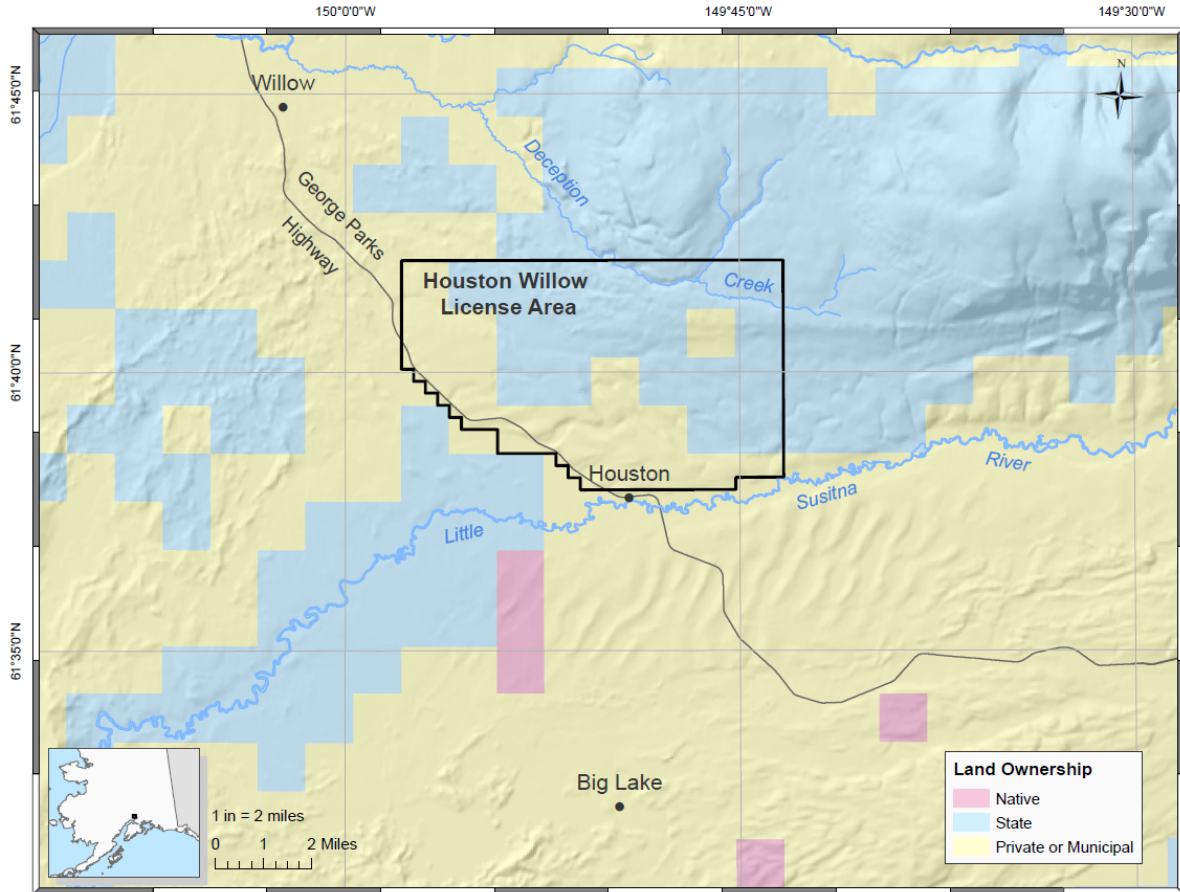 150°0'0"W
149°45'0"W
149°30'0"W
61°45'0"N
61°40'0"N
61°35'0"N
N
Willow
Deception
George Parks
Highway
Houston Willow
License Area
Creek
Houston
River
Susitna
Little
Big Lake
1 in = 2 miles
0 1 2 Miles
Land Ownership
Native
State
Private or Municipal